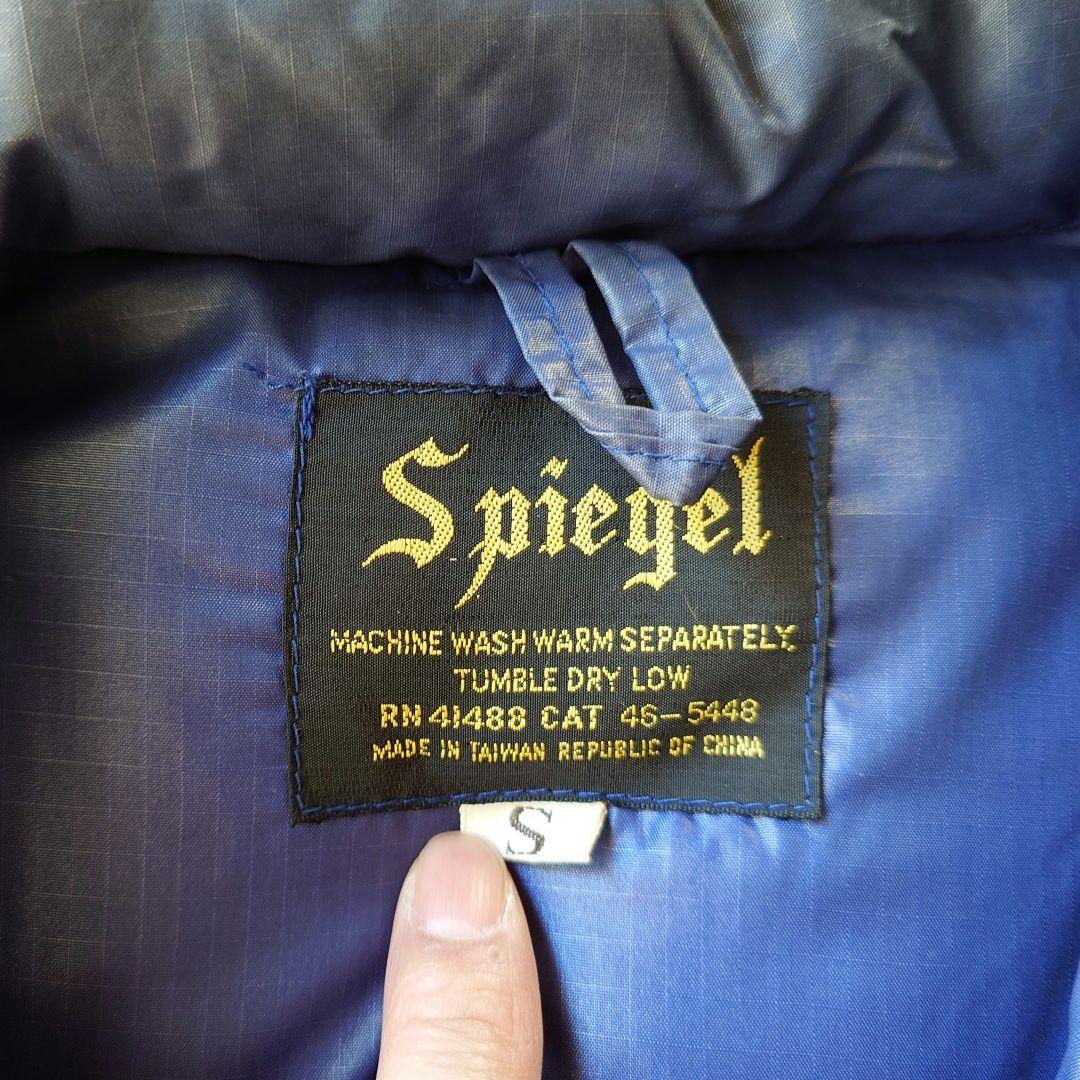 Spiegel
MACHINE WASH WARM SEPARATELY,
TUMBLE DRY LOW
RN 41488 CAT 46-5448
MADE IN TAIWAN REPUBLIC OF CHINA
S